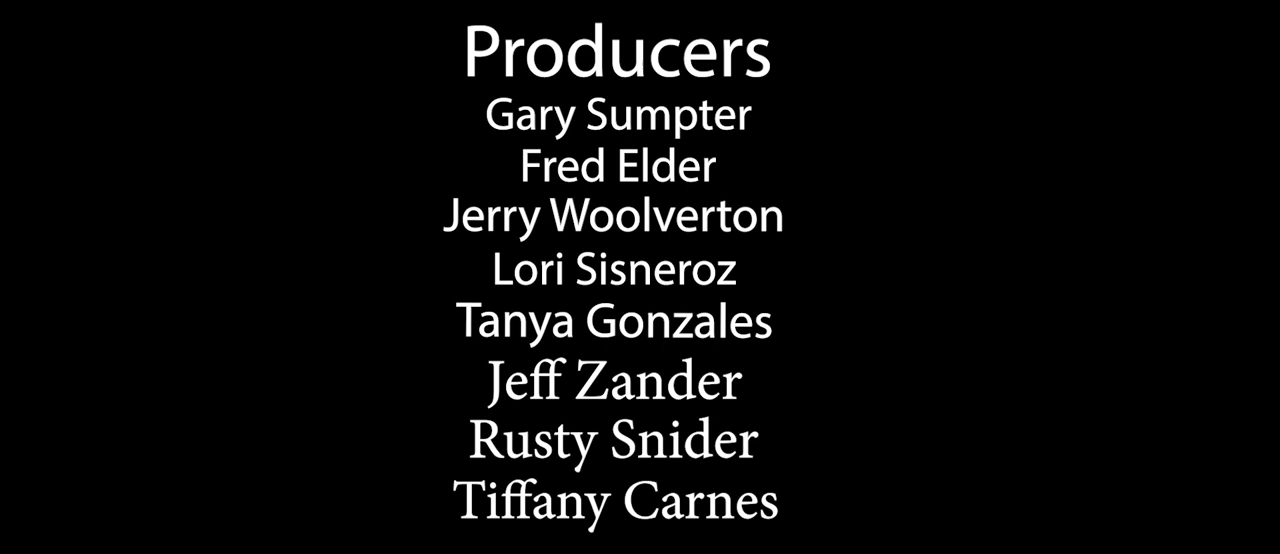 Producers
Gary Sumpter
Fred Elder
Jerry Woolverton
Lori Sisneroz
Tanya Gonzales
Jeff Zander
Rusty Snider
Tiffany Carnes